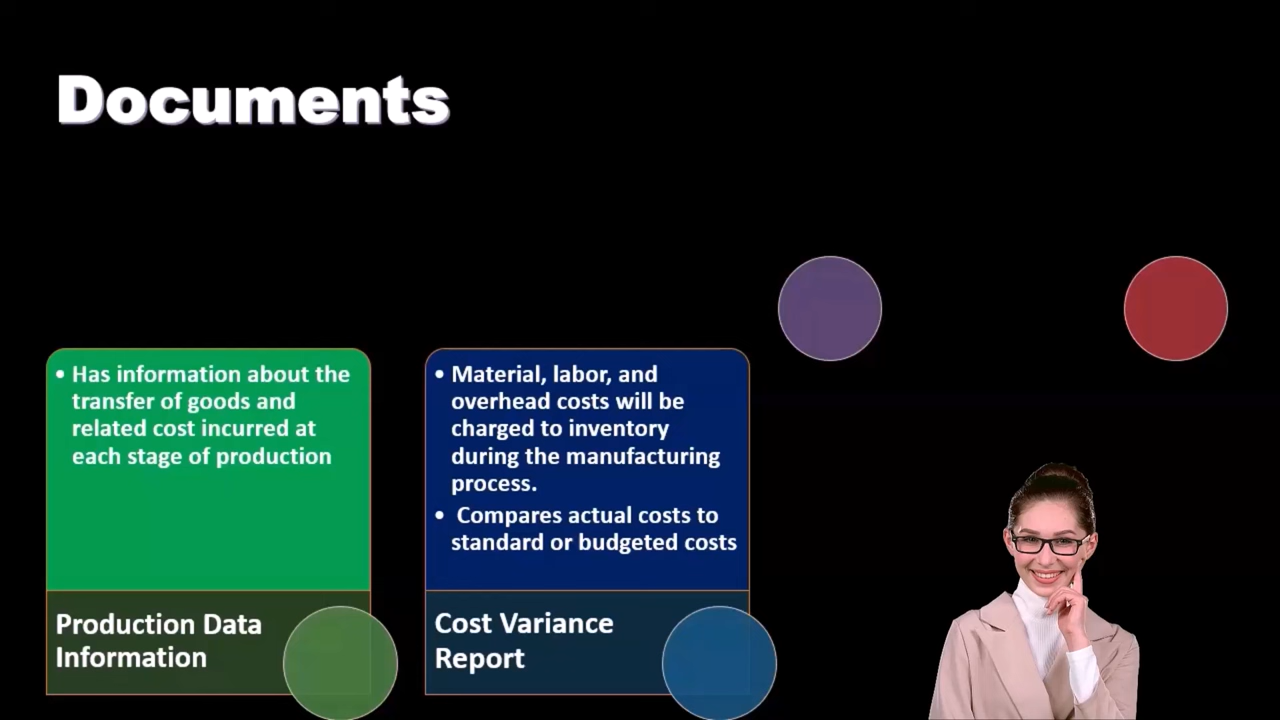 Documents
• Has information about the
transfer of goods and
related cost incurred at
each stage of production
Production Data
Information
• Material, labor, and
overhead costs will be
charged to inventory
during the manufacturing
process.
• Compares actual costs to
standard or budgeted costs
Cost Variance
Report